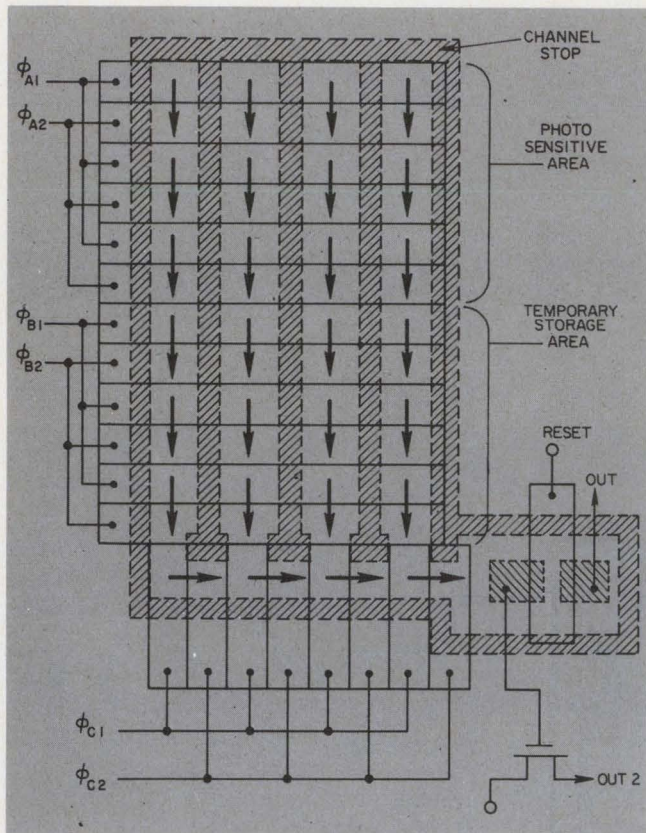 CHANNEL
STOP
ϕA1
ϕA2
PHOTO
SENSITIVE
AREA
ϕB1
ϕB2
TEMPORARY
STORAGE
AREA
RESET
OUT
ϕC1
ϕC2
OUT 2